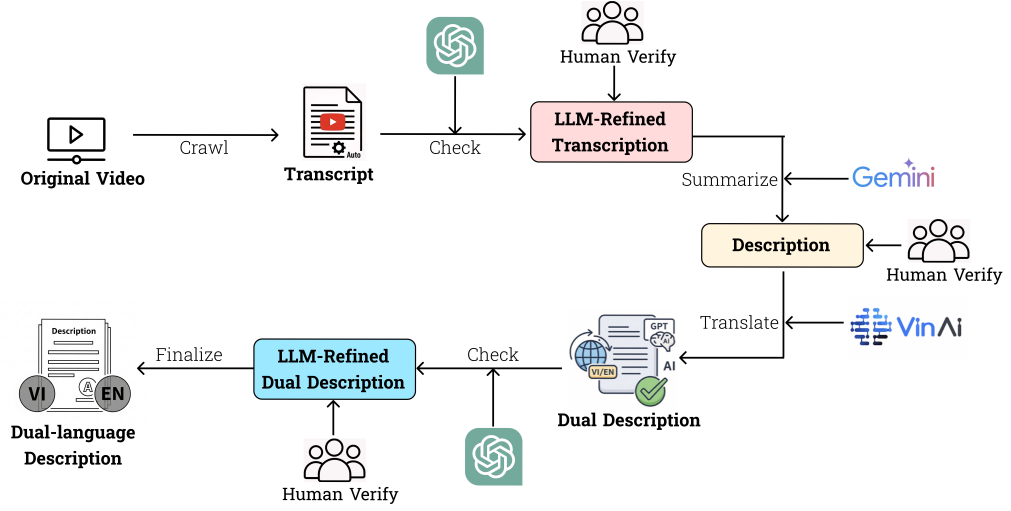 Human Verify
LLM-Refined
Transcription
Auto
Crawl
Check
Original Video
Transcript
Summarize
Gemini
Description
Human Verify
Translate
VinAi
GPT
AI
VI/EN
AI
Dual Description
Check
LLM-Refined
Dual Description
Human Verify
Finalize
Description
A
VI
EN
Dual-language
Description